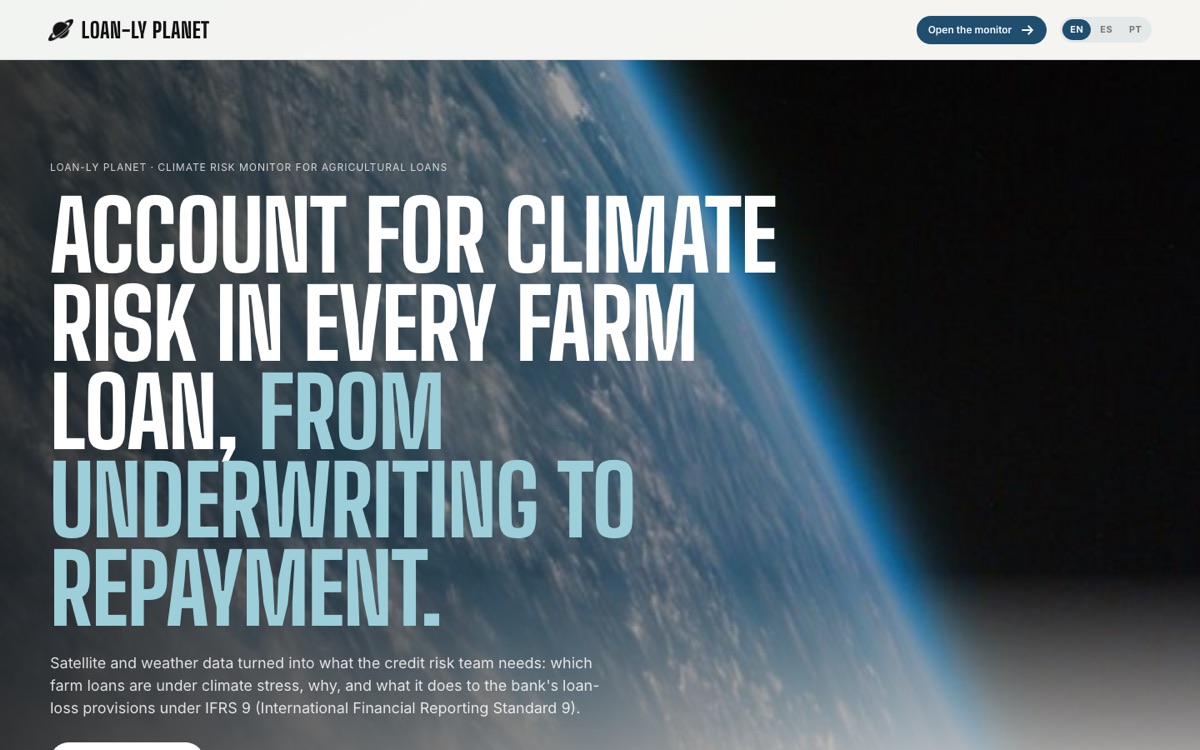 LOAN-LY PLANET
Open the monitor
EN ES PT
LOAN-LY PLANET · CLIMATE RISK MONITOR FOR AGRICULTURAL LOANS
ACCOUNT FOR CLIMATE
RISK IN EVERY FARM
LOAN, FROM
UNDERWRITING TO
REPAYMENT.
Satellite and weather data turned into what the credit risk team needs: which
farm loans are under climate stress, why, and what it does to the bank's loan-
loss provisions under IFRS 9 (International Financial Reporting Standard 9).